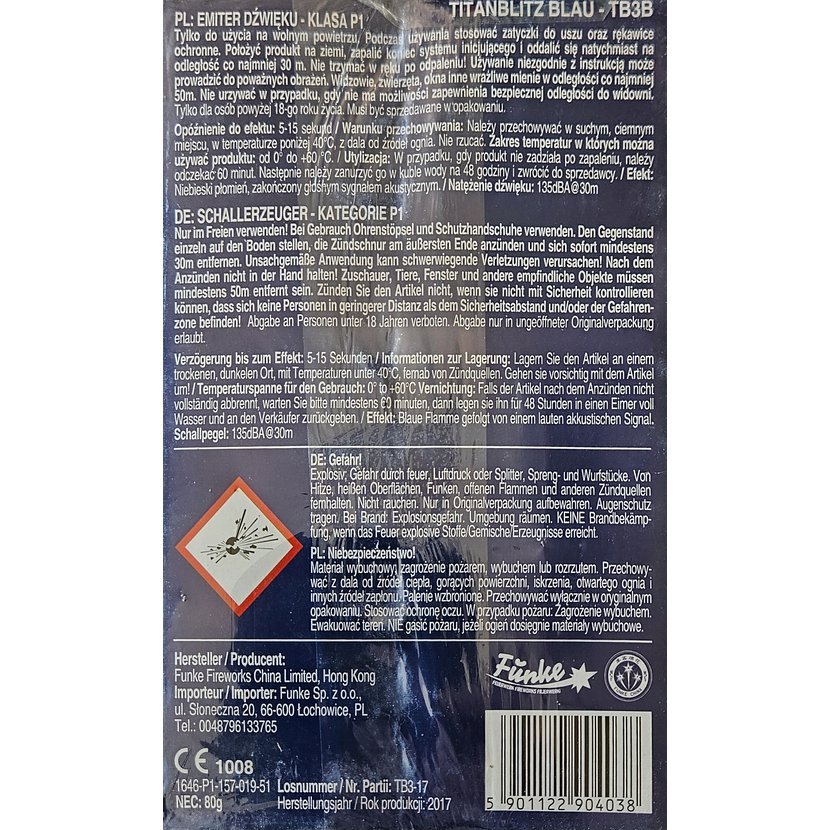 PL: EMITER DŹWIĘKU - KLASA P1
TITANBLITZ BLAU - TB3B
Tylko do użycia na wolnym powietrzu. Podczas używania stosować zatyczki do uszu oraz rękawice
ochronne. Położyć produkt na ziemi, zapalić koniec systemu inicjującego i oddalić się natychmiast na
odległość co najmniej 30 m. Nie trzymać w ręku po odpaleniu! Używanie niezgodnie z instrukcją może
prowadzić do poważnych obrażeń. Widzowie, zwierzęta, okna inne wrażliwe mienie w odległości co najmniej
50m. Nie urzywać w przypadku, gdy nie ma możliwości zapewnienia bezpiecznej odległości do widowni.
Tylko dla osób powyżej 18-go roku życia. Musi być sprzedawane w opakowaniu.
Opóźnienie do efektu: 5-15 sekund / Warunku przechowywania: Należy przechowywać w suchym, ciemnym
miejscu, w temperaturze poniżej 40°C, z dala od źródeł ognia. Nie rzucać. Zakres temperatur w których można
używać produktu: od 0° do +60/°C. / Utylizacja: W przypadku, gdy produkt nie zadziała po zapaleniu, należy
odczekać 60 minut. Następnie należy zanurzyć go w kuble wody na 48 godziny i zwrócić do sprzedawcy. / Efekt:
Niebieski płomień, zakończony głośnym sygnałem akustycznym. / Natężenie dźwięku: 135dBA@30m
DE: SCHALLERZEUGER - KATEGORIE P1
Nur im Freien verwenden! Bei Gebrauch Ohrenstöpsel und Schutzhandschuhe verwenden. Den Gegenstand
einzeln auf den Boden stellen, die Zündschnur am äußersten Ende anzünden und sich sofort mindestens
30m entfernen. Unsachgemäße Anwendung kann schwerwiegende Verletzungen verursachen! Nach dem
Anzünden nicht in der Hand halten! Zuschauer, Tiere, Fenster und andere empfindliche Objekte müssen
mindestens 50m entfernt sein. Zünden Sie den Artikel nicht, wenn sie nicht mit Sicherheit kontrollieren
können, dass sich keine Personen in geringerer Distanz als dem Sicherheitsabstand und/oder der Gefahren-
zone befinden! Abgabe an Personen unter 18 Jahren verboten. Abgabe nur in ungeöffneter Originalverpackung
erlaubt.
Verzögerung bis zum Effekt: 5-15 Sekunden / Informationen zur Lagerung: Lagern Sie den Artikel an einem
trockenen, dunkelen Ort, mit Temperaturen unter 40°C, fernab von Zündquellen. Gehen sie vorsichtig mit dem Artikel
um! / Temperaturspanne für den Gebrauch: 0° to +60°C Vernichtung: Falls der Artikel nach dem Anzünden nicht
vollständig abbrennt, warten Sie bitte mindestens 60 minuten, dann legen sie ihn für 48 Stunden in einen Eimer voll
Wasser und an den Verkäufer zurückgeben. / Effekt: Blaue Flamme gefolgt von einem lauten akkustischen Signal.
Schallpegel: 135dBA@30m
DE: Gefahr!
Explosiv; Gefahr durch feuer, Luftdruck oder Splitter, Spreng- und Wurfstücke. Von
Hitze, heißen Oberflächen, Funken, offenen Flammen und anderen Zündquellen
fernhalten. Nicht rauchen. Nur in Originalverpackung aufbewahren. Augenschutz
tragen. Bei Brand: Explosionsgefahr. Umgebung räumen. KEINE Brandbekämp-
fung, wenn das Feuer explosive Stoffe/Gemische/Erzeugnisse erreicht.
PL: Niebezpieczeństwo!
Materiał wybuchowy, zagrożenie pożarem, wybuchem lub rozrzutem. Przechowy-
wać z dala od źródeł ciepła, gorących powierzchni, iskrzenia, otwartego ognia i
innych źródeł zapłonu. Palenie wzbronione. Przechowywać wyłącznie w oryginalnym
opakowaniu. Stosować ochronę oczu. W przypadku pożaru: Zagrożenie wybuchem.
Ewakuować teren. NIE gasić pożaru, jeżeli ogień dosięgnie materiały wybuchowe.
Hersteller / Producent:
Funke Fireworks China Limited, Hong Kong
Importeur / Importer: Funke Sp. z o.o.,
ul. Słoneczna 20, 66-600 Łochowice, PL
Tel.: 0048796133765
Funke
FEUERWERK FIREWORKS FAJERWERKI
CE 1008
1646-P1-157-019-51
NEC: 80g
Losnummer / Nr. Partii: TB3-17
Herstellungsjahr / Rok produkcji: 2017
5 901122 904038